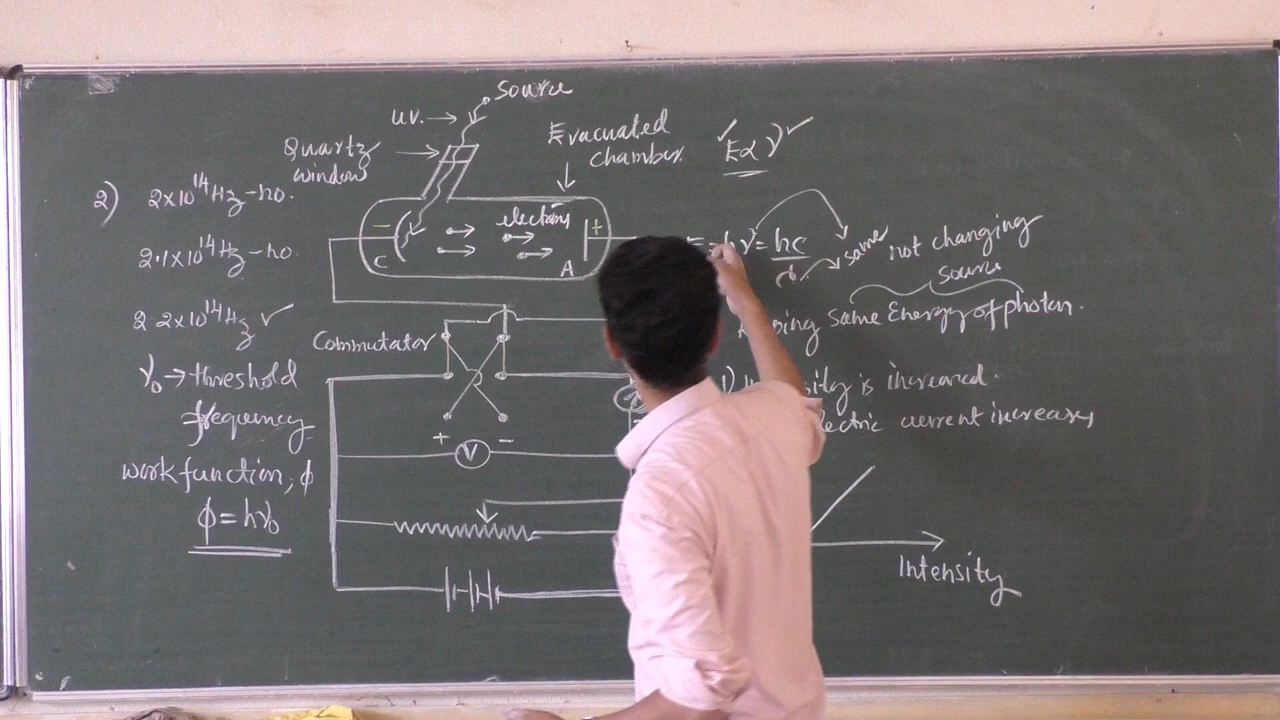 Source
u.v.
Quartz
window
Evacuated
chamber
E α ν
2)
2×10¹⁴Hz – no.
2.1×10¹⁴Hz – no.
2.2×10¹⁴Hz ✓
ν₀ → threshold
frequency
work function, ϕ
ϕ = hν₀
electrons
–
+
C
A
Commutator
+
–
V
= hν = hc
same
not changing
source
Same Energy of photon.
is increased.
current increases
Intensity